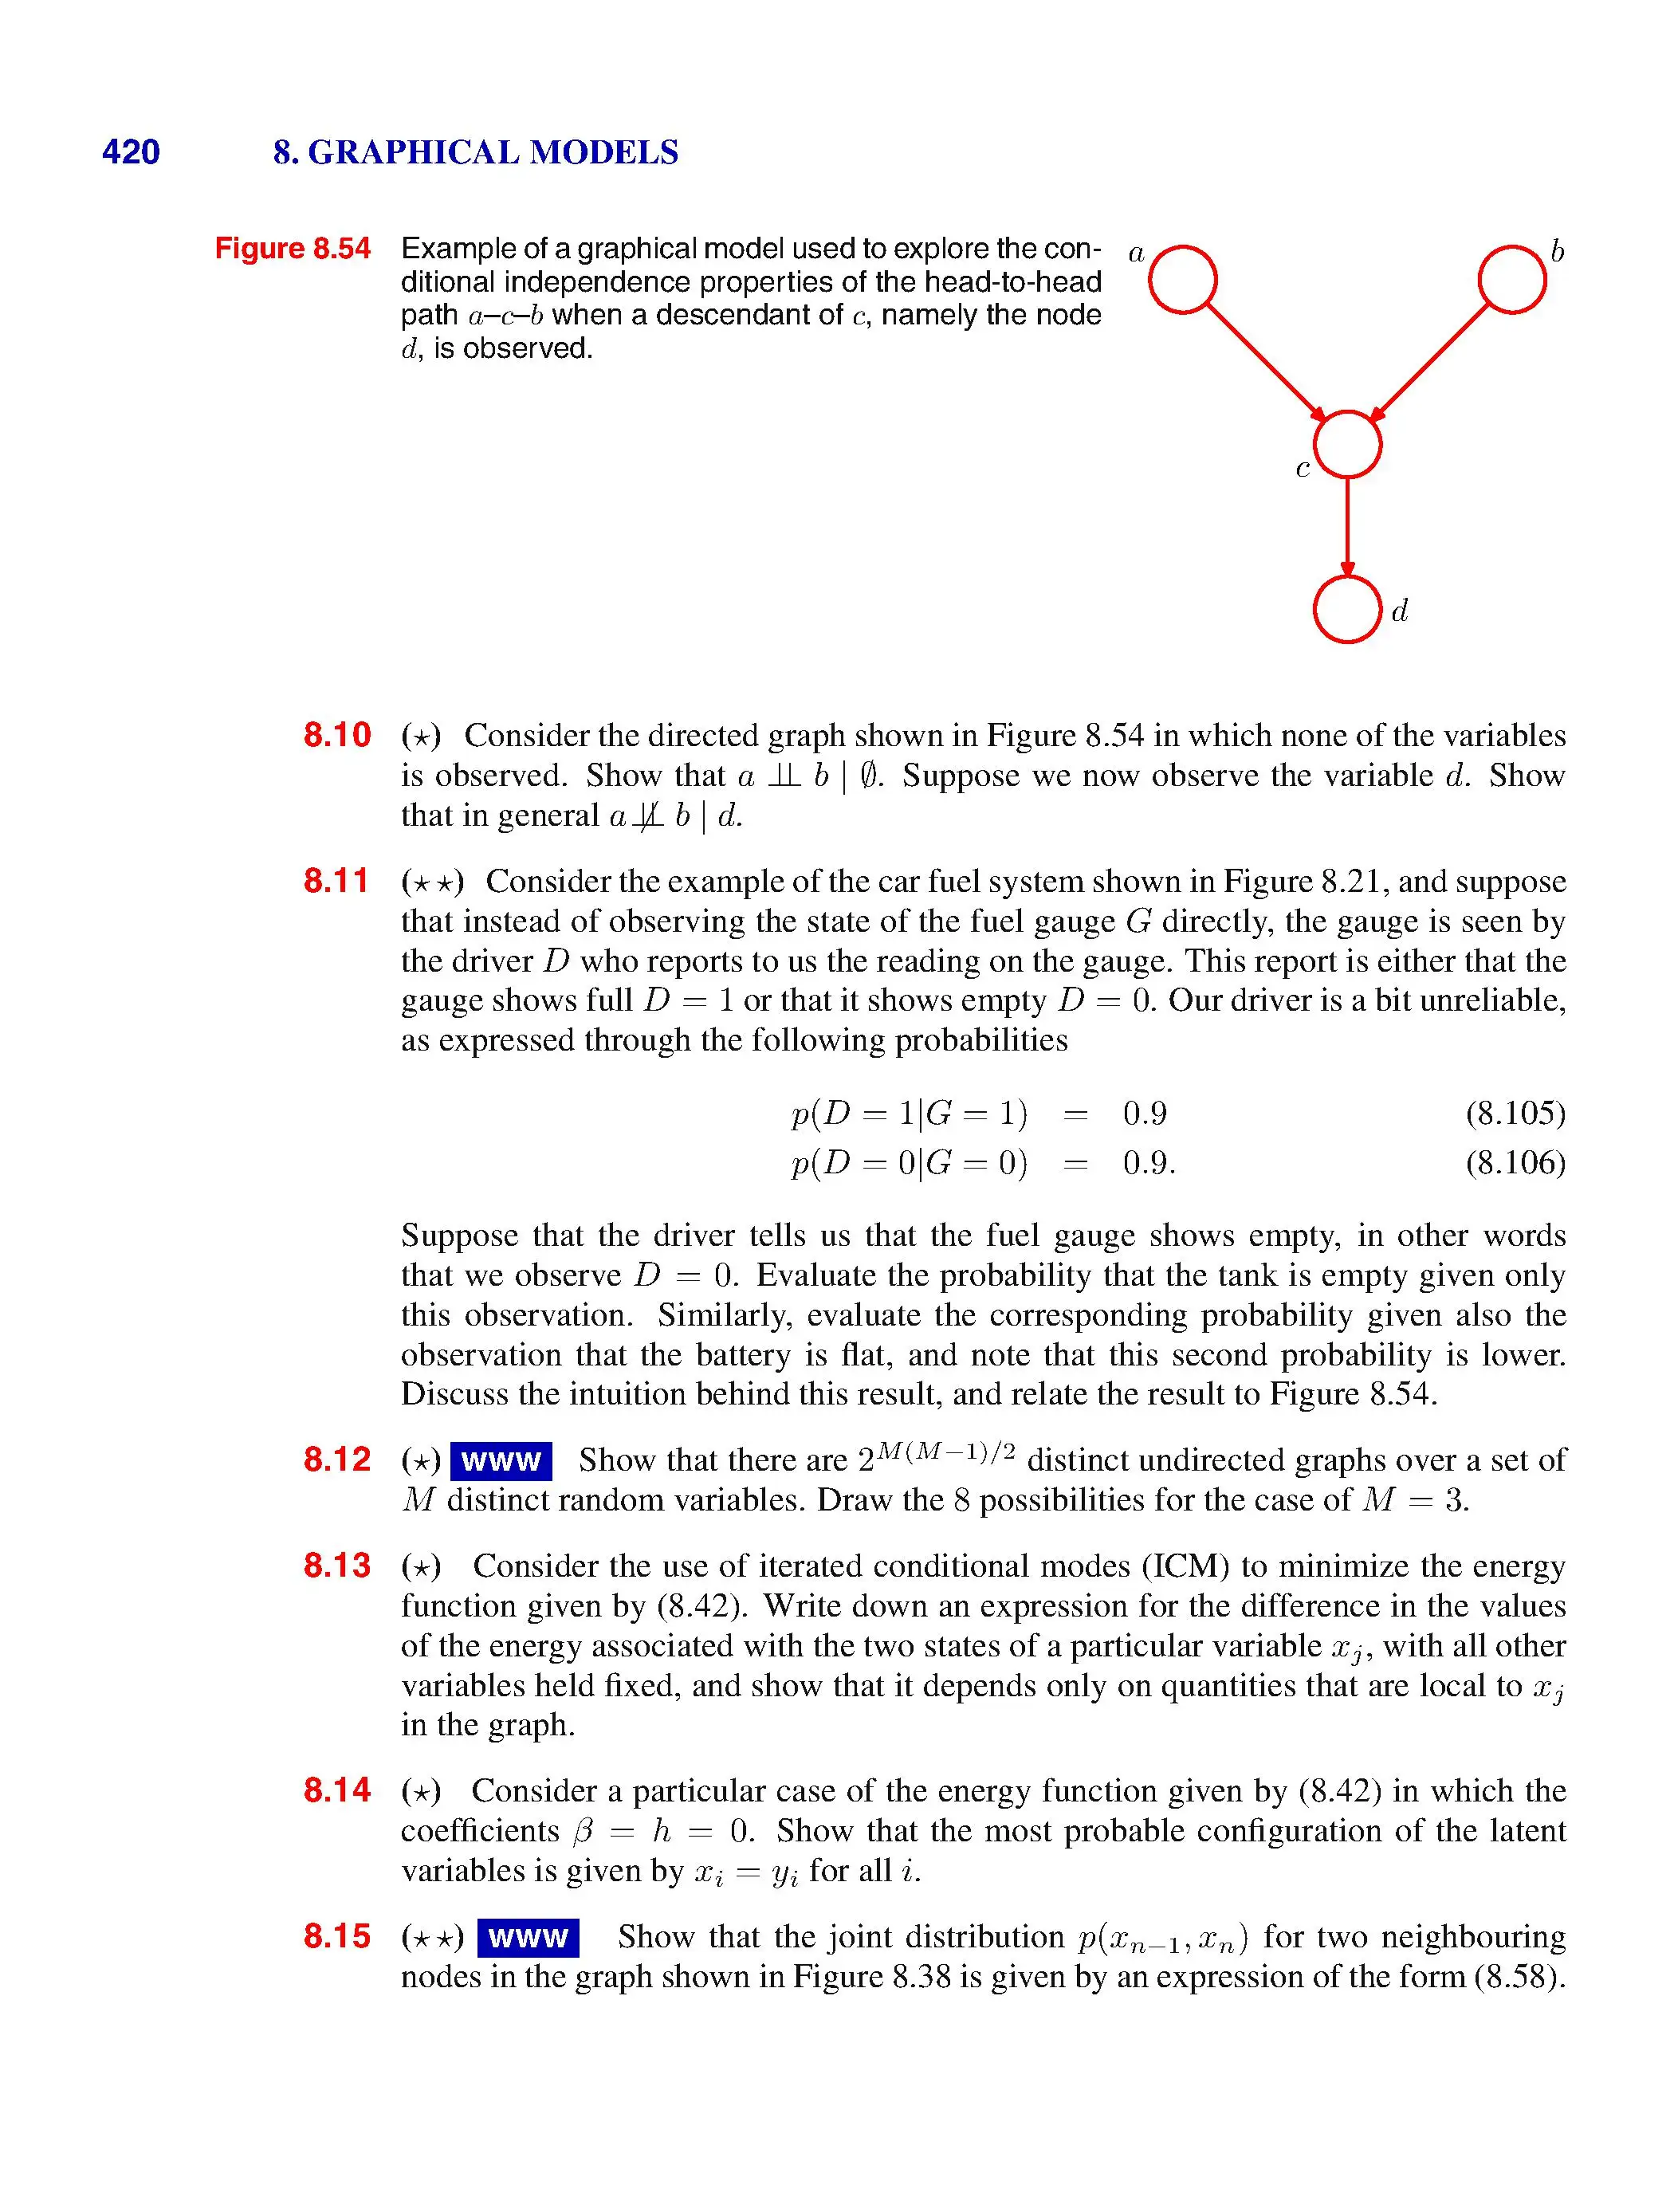 420 8. GRAPHICAL MODELS
Figure 8.54 Example of a graphical model used to explore the con-
ditional independence properties of the head-to-head
path a–c–b when a descendant of c, namely the node
d, is observed.
a
b
c
d
8.10 (⋆) Consider the directed graph shown in Figure 8.54 in which none of the variables
is observed. Show that a ⊥⊥ b | ∅. Suppose we now observe the variable d. Show
that in general a ⊥̸⊥ b | d.
8.11 (⋆⋆) Consider the example of the car fuel system shown in Figure 8.21, and suppose
that instead of observing the state of the fuel gauge G directly, the gauge is seen by
the driver D who reports to us the reading on the gauge. This report is either that the
gauge shows full D = 1 or that it shows empty D = 0. Our driver is a bit unreliable,
as expressed through the following probabilities
p(D = 1|G = 1) = 0.9 (8.105)
p(D = 0|G = 0) = 0.9. (8.106)
Suppose that the driver tells us that the fuel gauge shows empty, in other words
that we observe D = 0. Evaluate the probability that the tank is empty given only
this observation. Similarly, evaluate the corresponding probability given also the
observation that the battery is flat, and note that this second probability is lower.
Discuss the intuition behind this result, and relate the result to Figure 8.54.
8.12 (⋆) www Show that there are 2^{M(M−1)/2} distinct undirected graphs over a set of
M distinct random variables. Draw the 8 possibilities for the case of M = 3.
8.13 (⋆) Consider the use of iterated conditional modes (ICM) to minimize the energy
function given by (8.42). Write down an expression for the difference in the values
of the energy associated with the two states of a particular variable x_j, with all other
variables held fixed, and show that it depends only on quantities that are local to x_j
in the graph.
8.14 (⋆) Consider a particular case of the energy function given by (8.42) in which the
coefficients β = h = 0. Show that the most probable configuration of the latent
variables is given by x_i = y_i for all i.
8.15 (⋆⋆) www Show that the joint distribution p(x_{n−1}, x_n) for two neighbouring
nodes in the graph shown in Figure 8.38 is given by an expression of the form (8.58).